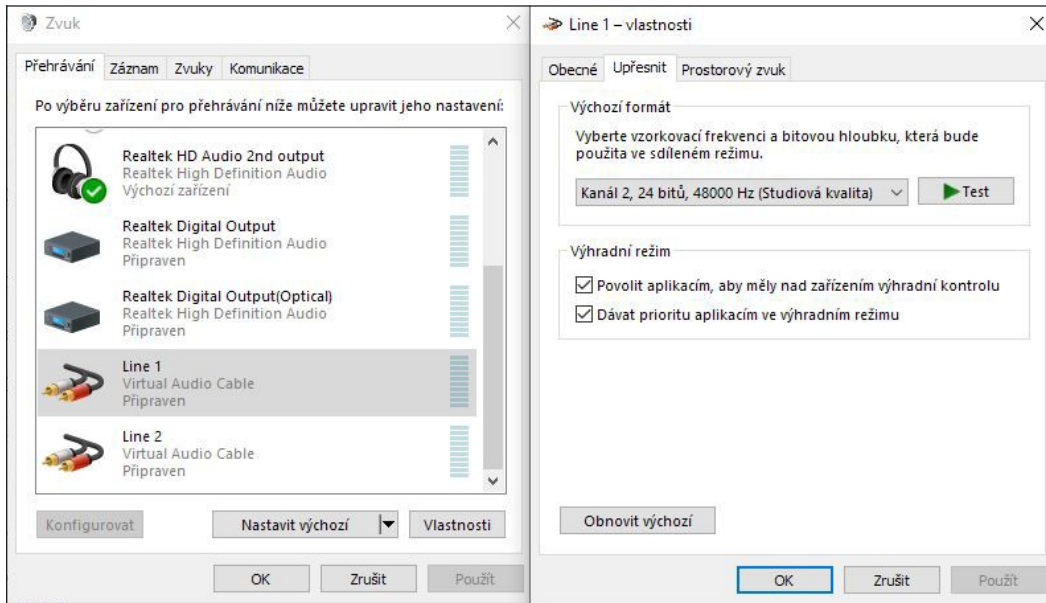 Zvuk
Přehrávání Záznam Zvuky Komunikace
Po výběru zařízení pro přehrávání níže můžete upravit jeho nastavení:
Realtek HD Audio 2nd output
Realtek High Definition Audio
Výchozí zařízení
Realtek Digital Output
Realtek High Definition Audio
Připraven
Realtek Digital Output(Optical)
Realtek High Definition Audio
Připraven
Line 1
Virtual Audio Cable
Připraven
Line 2
Virtual Audio Cable
Připraven
Konfigurovat Nastavit výchozí Vlastnosti
OK Zrušit Použít
Line 1 – vlastnosti
Obecné Upřesnit Prostorový zvuk
Výchozí formát
Vyberte vzorkovací frekvenci a bitovou hloubku, která bude
použita ve sdíleném režimu.
Kanál 2, 24 bitů, 48000 Hz (Studiová kvalita) Test
Výhradní režim
Povolit aplikacím, aby měly nad zařízením výhradní kontrolu
Dávat prioritu aplikacím ve výhradním režimu
Obnovit výchozí
OK Zrušit Použít